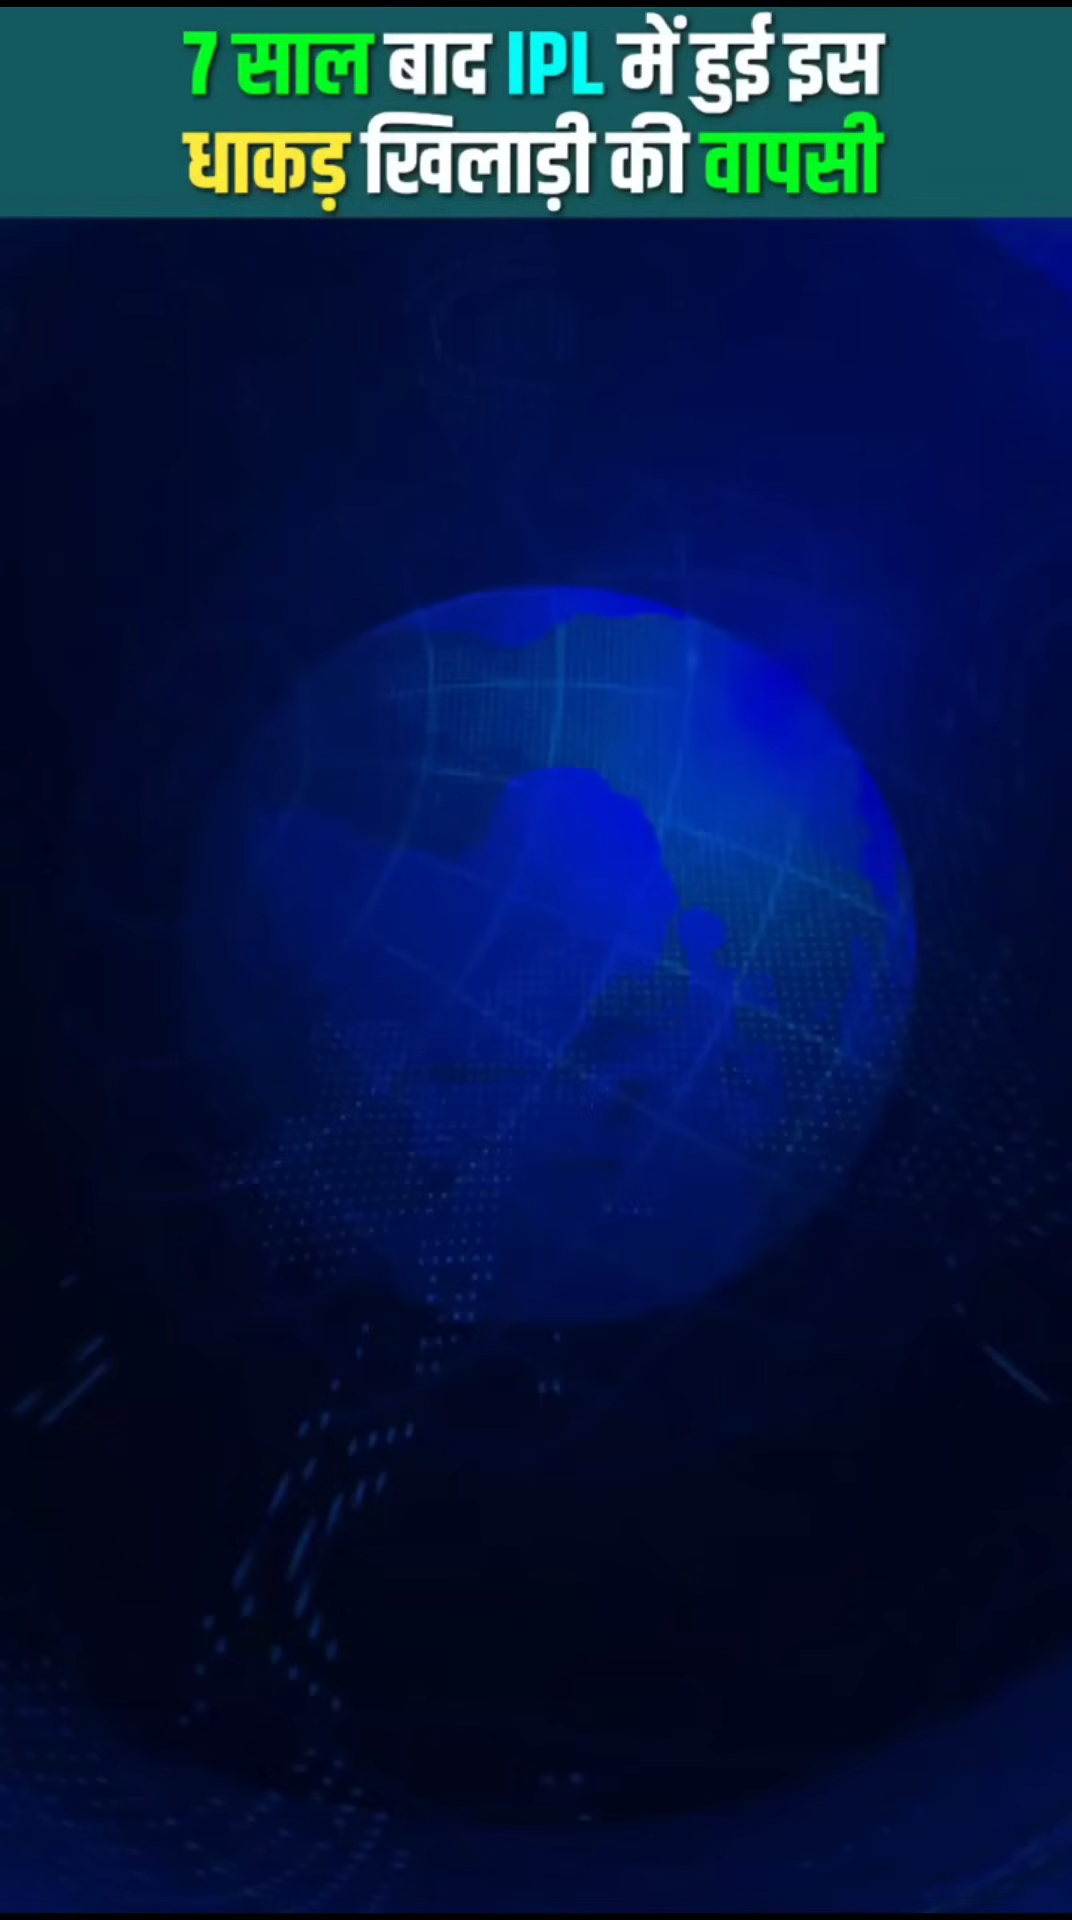 7 साल बाद IPL में हुई इस
धाकड़ खिलाड़ी की वापसी